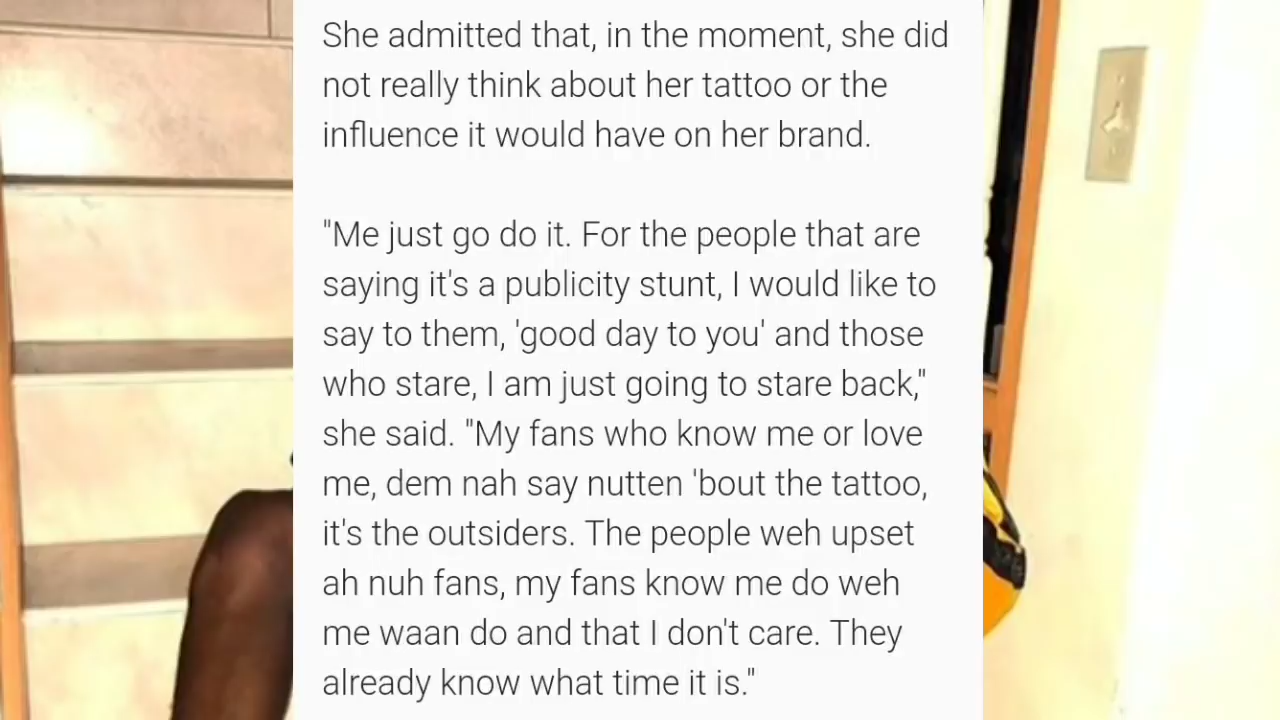 She admitted that, in the moment, she did
not really think about her tattoo or the
influence it would have on her brand.
"Me just go do it. For the people that are
saying it's a publicity stunt, I would like to
say to them, 'good day to you' and those
who stare, I am just going to stare back,"
she said. "My fans who know me or love
me, dem nah say nutten 'bout the tattoo,
it's the outsiders. The people weh upset
ah nuh fans, my fans know me do weh
me waan do and that I don't care. They
already know what time it is."